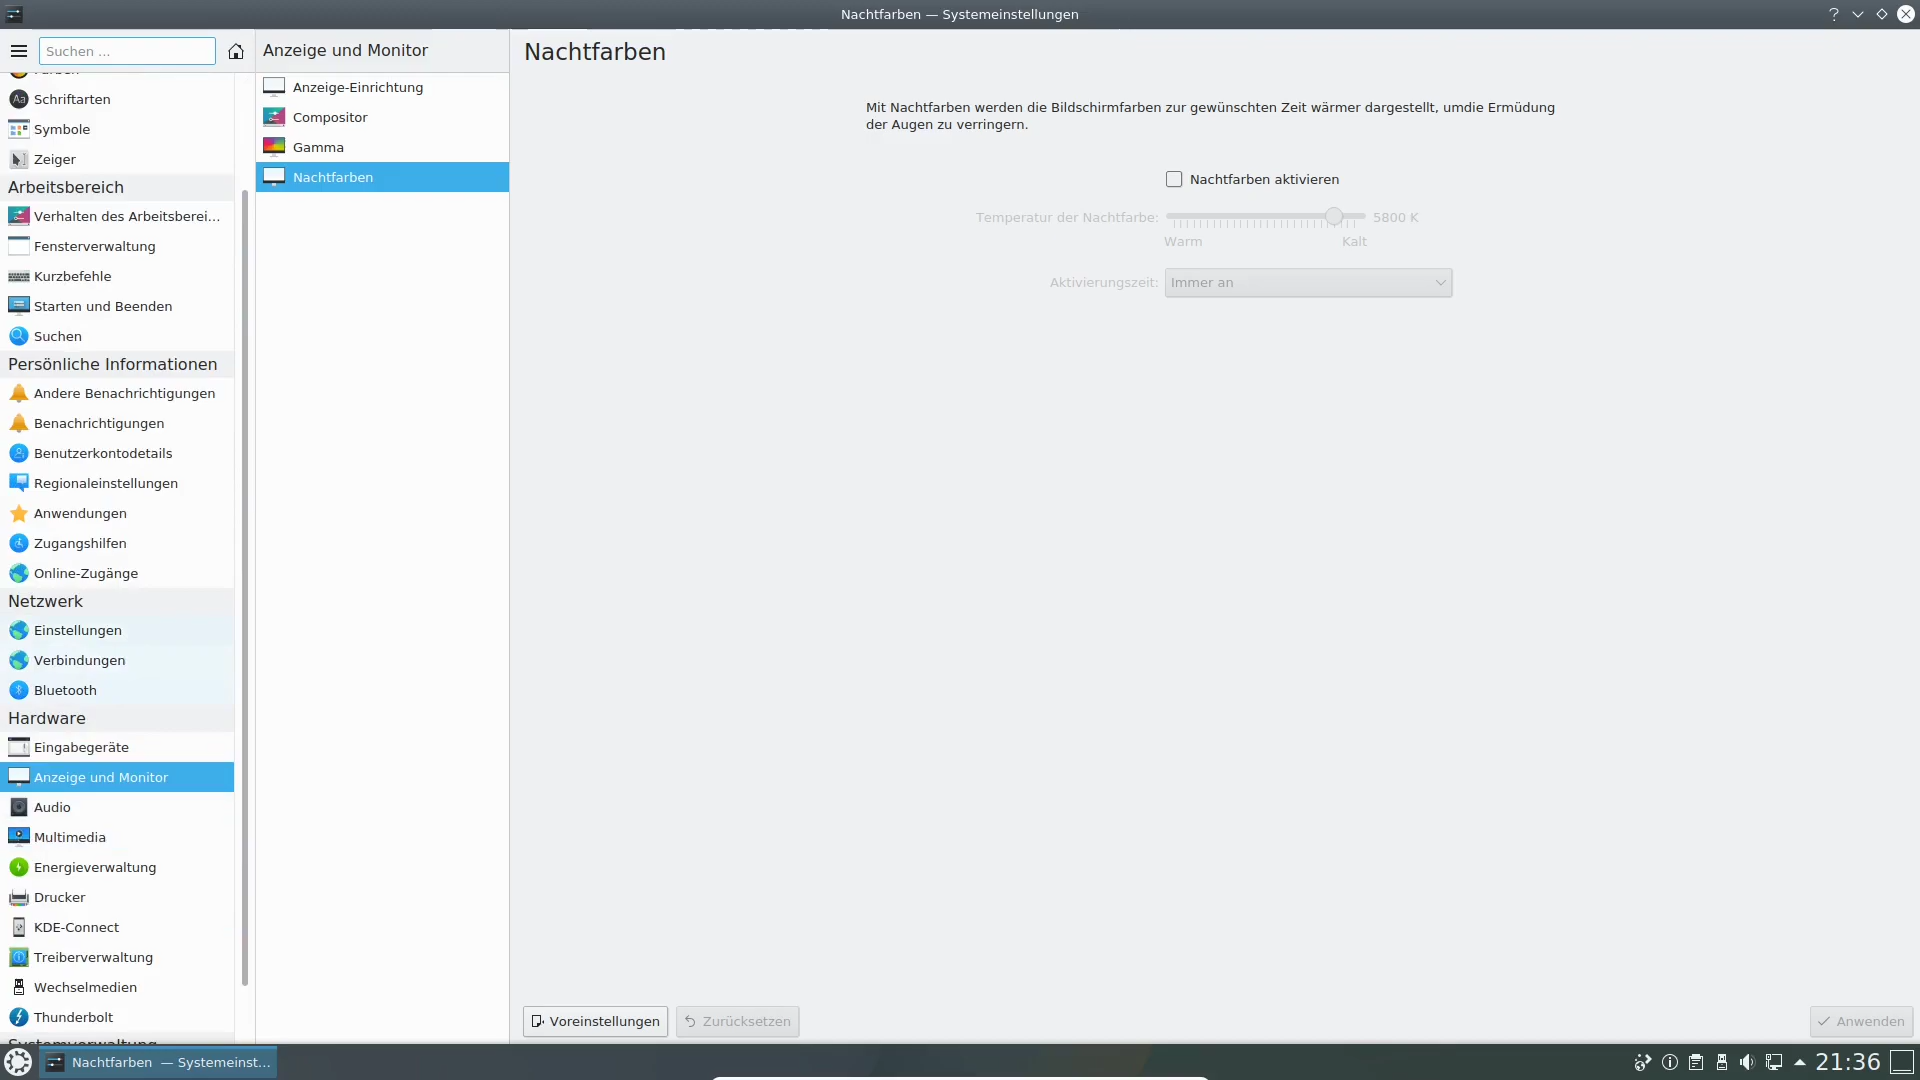 Nachtfarben — Systemeinstellungen
Suchen ...
Anzeige und Monitor
Nachtfarben
Farben
Schriftarten
Symbole
Zeiger
Arbeitsbereich
Verhalten des Arbeitsberei...
Fensterverwaltung
Kurzbefehle
Starten und Beenden
Suchen
Persönliche Informationen
Andere Benachrichtigungen
Benachrichtigungen
Benutzerkontodetails
Regionaleinstellungen
Anwendungen
Zugangshilfen
Online-Zugänge
Netzwerk
Einstellungen
Verbindungen
Bluetooth
Hardware
Eingabegeräte
Anzeige und Monitor
Audio
Multimedia
Energieverwaltung
Drucker
KDE-Connect
Treiberverwaltung
Wechselmedien
Thunderbolt
Systemverwaltung
Anzeige-Einrichtung
Compositor
Gamma
Nachtfarben
Mit Nachtfarben werden die Bildschirmfarben zur gewünschten Zeit wärmer dargestellt, umdie Ermüdung
der Augen zu verringern.
Nachtfarben aktivieren
Temperatur der Nachtfarbe: 5800 K
Warm Kalt
Aktivierungszeit: Immer an
Voreinstellungen Zurücksetzen Anwenden
Nachtfarben — Systemeinst... 21:36